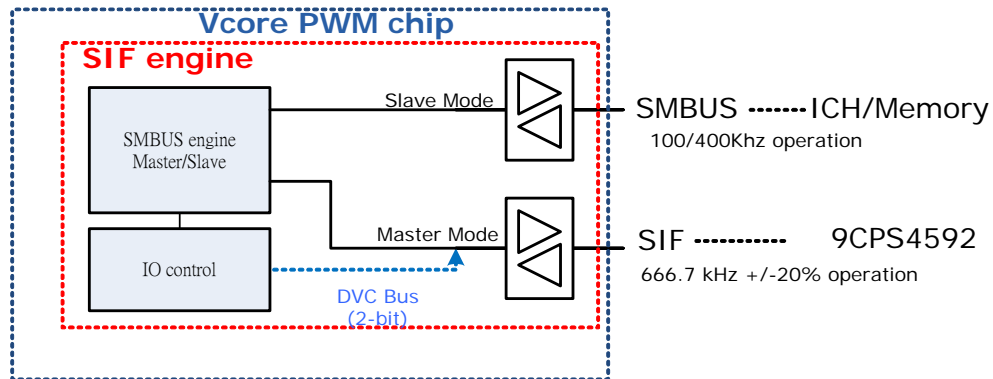 Vcore PWM chip
SIF engine
SMBUS engine
Master/Slave
IO control
Slave Mode
Master Mode
DVC Bus
(2-bit)
SMBUS ------ ICH/Memory
100/400Khz operation
SIF ---------- 9CPS4592
666.7 kHz +/-20% operation